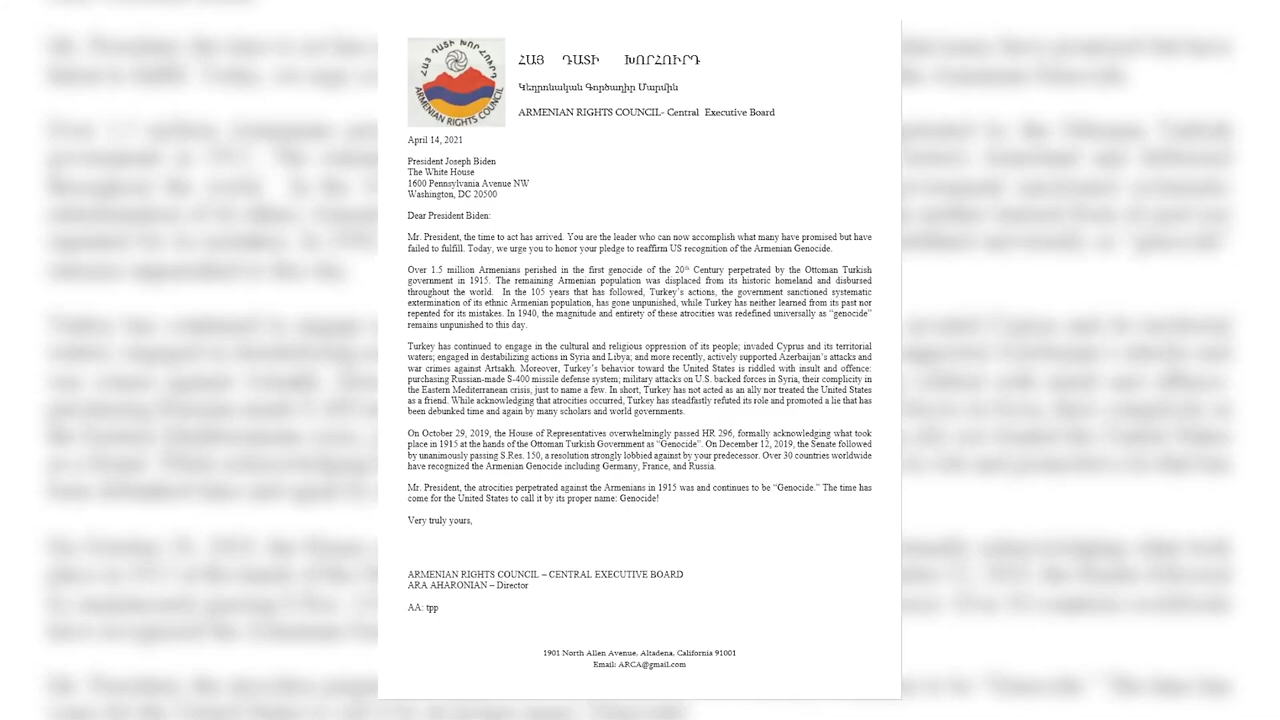 ՀԱՅ ԴԱՏԻ ԽՈՐՀՈՒՐԴ
ARMENIAN RIGHTS COUNCIL
ՀԱՅ ԴԱՏԻ ԽՈՐՀՈՒՐԴ
Կեդրոնական Գործադիր Մարմին
ARMENIAN RIGHTS COUNCIL- Central Executive Board
April 14, 2021
President Joseph Biden
The White House
1600 Pennsylvania Avenue NW
Washington, DC 20500
Dear President Biden:
Mr. President, the time to act has arrived. You are the leader who can now accomplish what many have promised but have
failed to fulfill. Today, we urge you to honor your pledge to reaffirm US recognition of the Armenian Genocide.
Over 1.5 million Armenians perished in the first genocide of the 20th Century perpetrated by the Ottoman Turkish
government in 1915. The remaining Armenian population was displaced from its historic homeland and disbursed
throughout the world. In the 105 years that has followed, Turkey's actions, the government sanctioned systematic
extermination of its ethnic Armenian population, has gone unpunished, while Turkey has neither learned from its past nor
repented for its mistakes. In 1940, the magnitude and entirety of these atrocities was redefined universally as “genocide”
remains unpunished to this day.
Turkey has continued to engage in the cultural and religious oppression of its people; invaded Cyprus and its territorial
waters; engaged in destabilizing actions in Syria and Libya; and more recently, actively supported Azerbaijan's attacks and
war crimes against Artsakh. Moreover, Turkey's behavior toward the United States is riddled with insult and offence:
purchasing Russian-made S-400 missile defense system; military attacks on U.S. backed forces in Syria, their complicity in
the Eastern Mediterranean crisis, just to name a few. In short, Turkey has not acted as an ally nor treated the United States
as a friend. While acknowledging that atrocities occurred, Turkey has steadfastly refuted its role and promoted a lie that has
been debunked time and again by many scholars and world governments.
On October 29, 2019, the House of Representatives overwhelmingly passed HR 296, formally acknowledging what took
place in 1915 at the hands of the Ottoman Turkish Government as “Genocide”. On December 12, 2019, the Senate followed
by unanimously passing S.Res. 150, a resolution strongly lobbied against by your predecessor. Over 30 countries worldwide
have recognized the Armenian Genocide including Germany, France, and Russia.
Mr. President, the atrocities perpetrated against the Armenians in 1915 was and continues to be “Genocide.” The time has
come for the United States to call it by its proper name: Genocide!
Very truly yours,
ARMENIAN RIGHTS COUNCIL – CENTRAL EXECUTIVE BOARD
ARA AHARONIAN – Director
AA: tpp
1901 North Allen Avenue, Altadena, California 91001
Email: ARCA@gmail.com